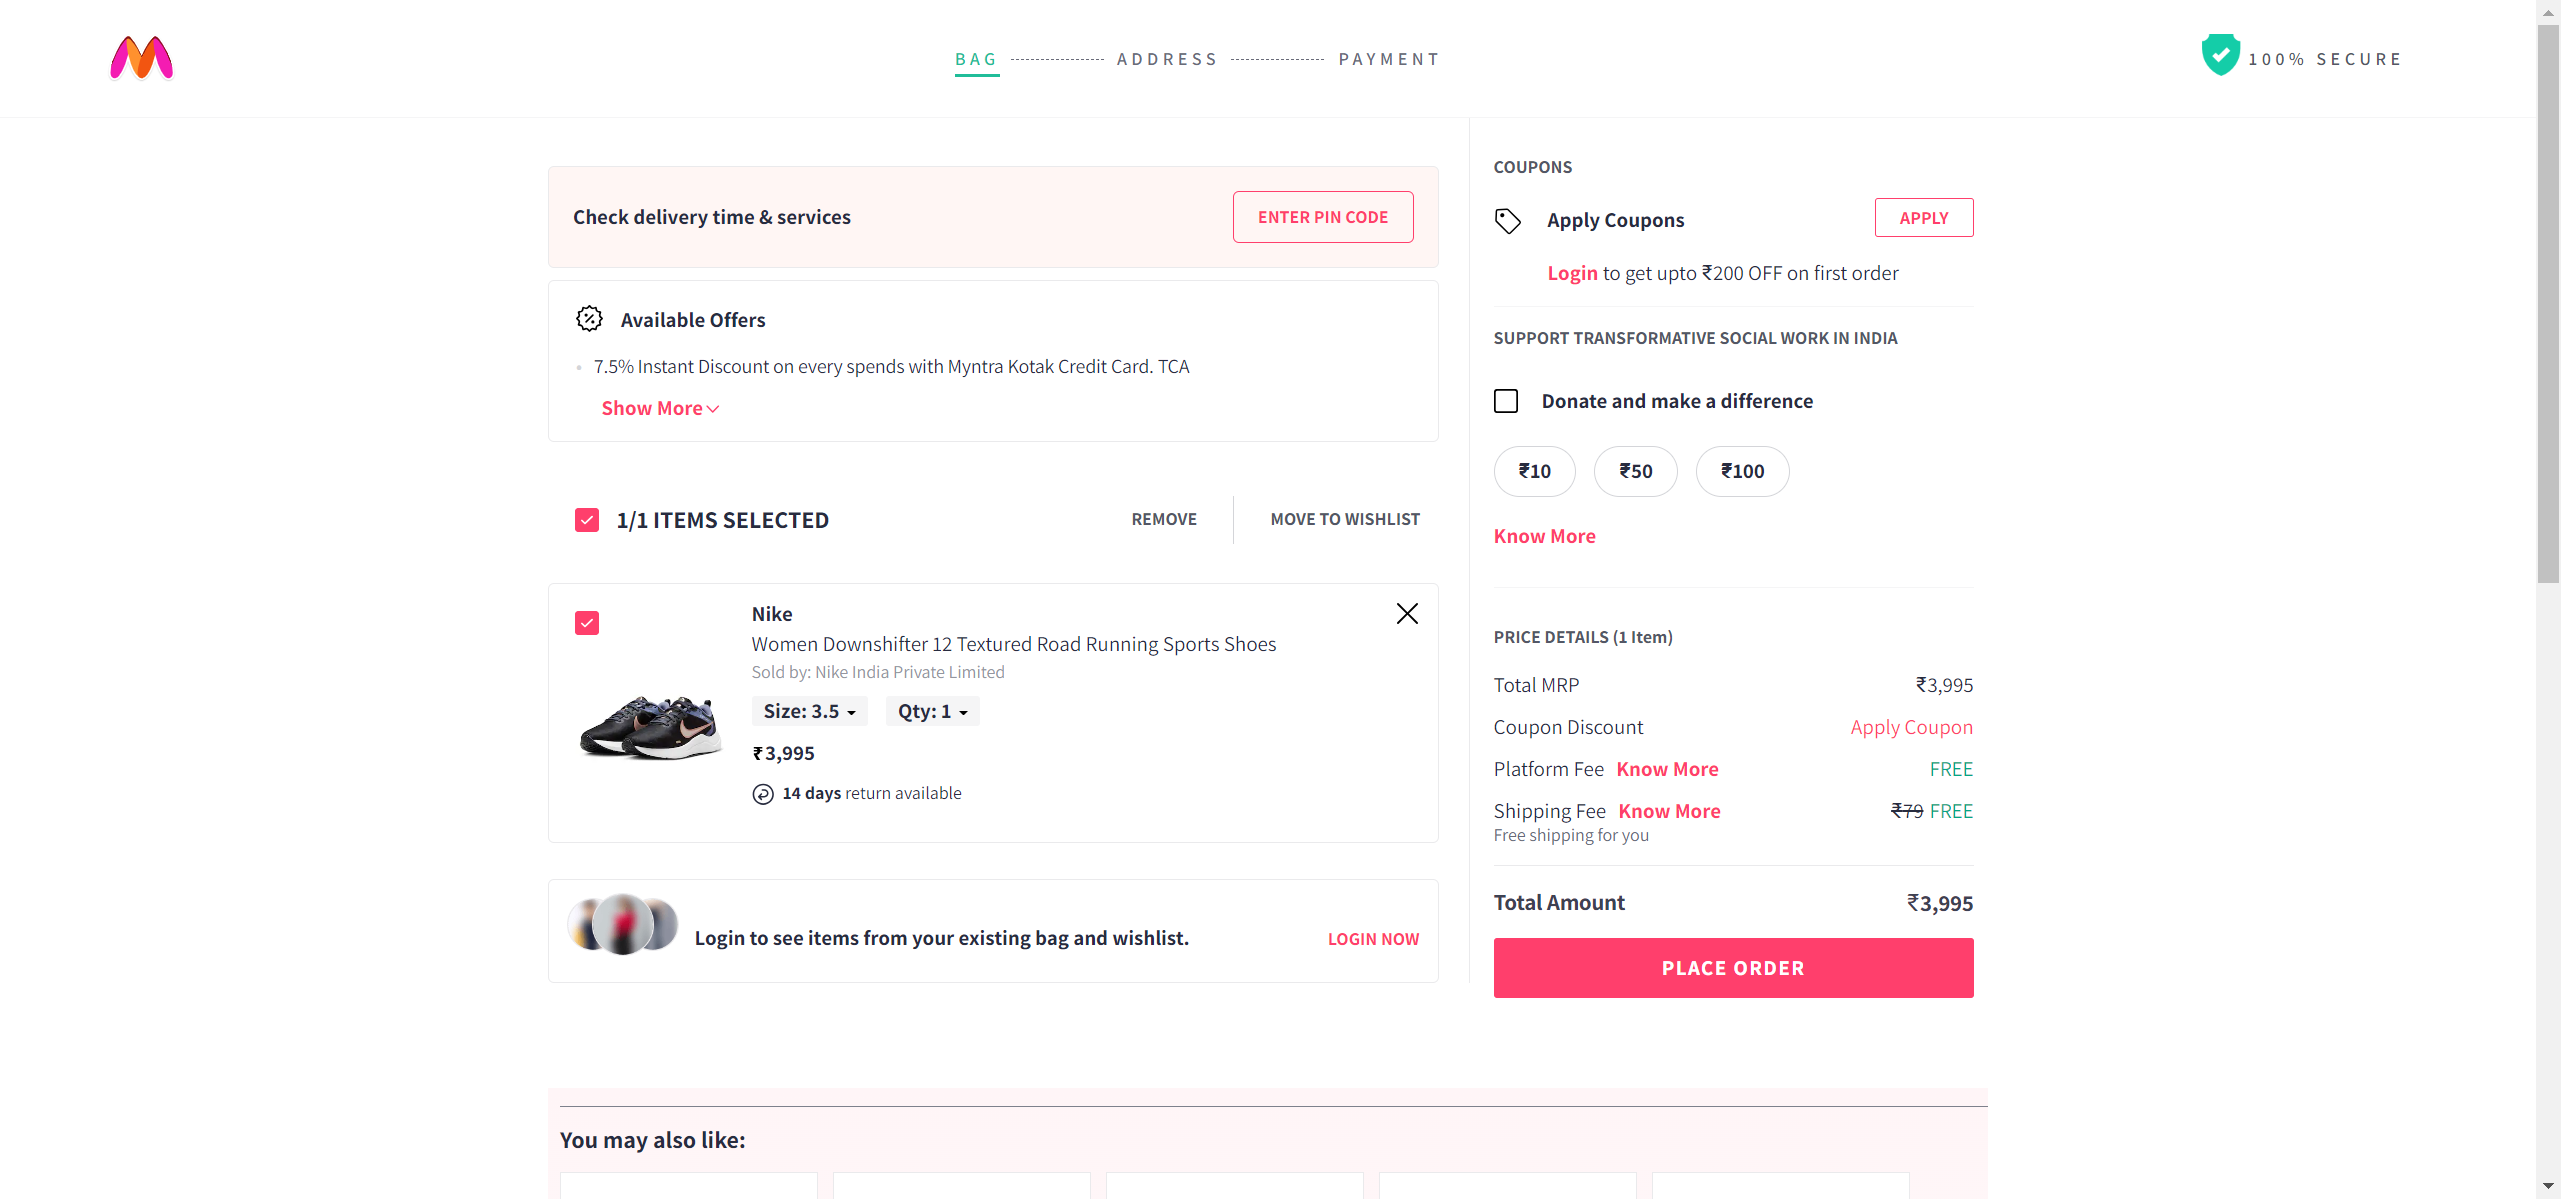 BAG
ADDRESS
PAYMENT
100% SECURE
Check delivery time & services
ENTER PIN CODE
Available Offers
7.5% Instant Discount on every spends with Myntra Kotak Credit Card. TCA
Show More
1/1 ITEMS SELECTED
REMOVE
MOVE TO WISHLIST
Nike
Women Downshifter 12 Textured Road Running Sports Shoes
Sold by: Nike India Private Limited
Size: 3.5
Qty: 1
₹3,995
14 days return available
Login to see items from your existing bag and wishlist.
LOGIN NOW
COUPONS
Apply Coupons
APPLY
Login to get upto ₹200 OFF on first order
SUPPORT TRANSFORMATIVE SOCIAL WORK IN INDIA
Donate and make a difference
₹10
₹50
₹100
Know More
PRICE DETAILS (1 Item)
Total MRP ₹3,995
Coupon Discount Apply Coupon
Platform Fee Know More FREE
Shipping Fee Know More ₹79 FREE
Free shipping for you
Total Amount ₹3,995
PLACE ORDER
You may also like: